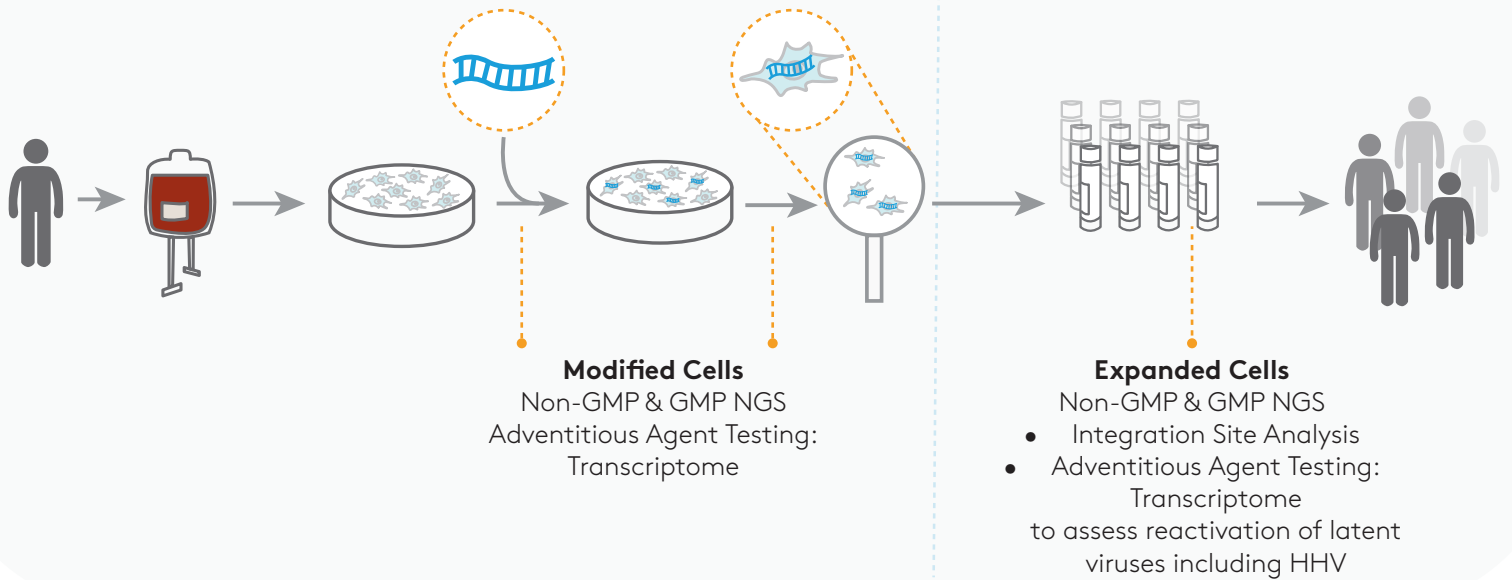 Modified Cells
Non-GMP & GMP NGS
Adventitious Agent Testing:
Transcriptome
Expanded Cells
Non-GMP & GMP NGS
• Integration Site Analysis
• Adventitious Agent Testing:
Transcriptome
to assess reactivation of latent
viruses including HHV